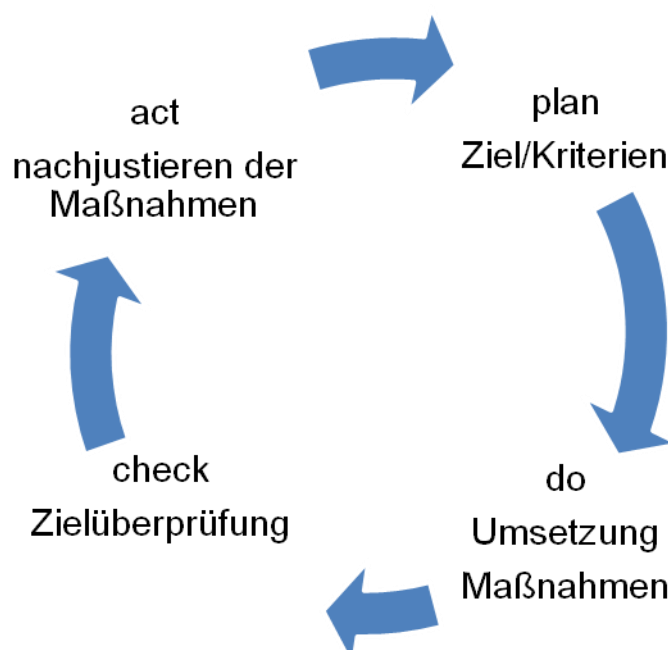 act
nachjustieren der
Maßnahmen
plan
Ziel/Kriterien
check
Zielüberprüfung
do
Umsetzung
Maßnahmen